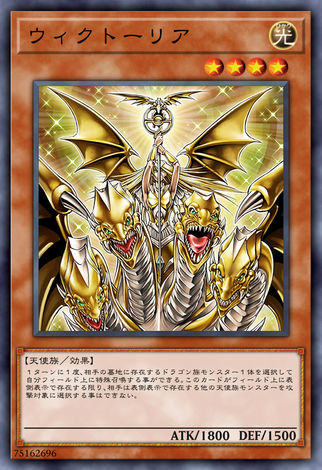 ウィクトーリア
光
【天使族／効果】
１ターンに１度、相手の墓地に存在するドラゴン族モンスター１体を選択して
自分フィールド上に特殊召喚する事ができる。このカードがフィールド上に表
側表示で存在する限り、相手は表側表示で存在する他の天使族モンスターを攻
撃対象に選択する事はできない。
ATK/1800 DEF/1500
75162696